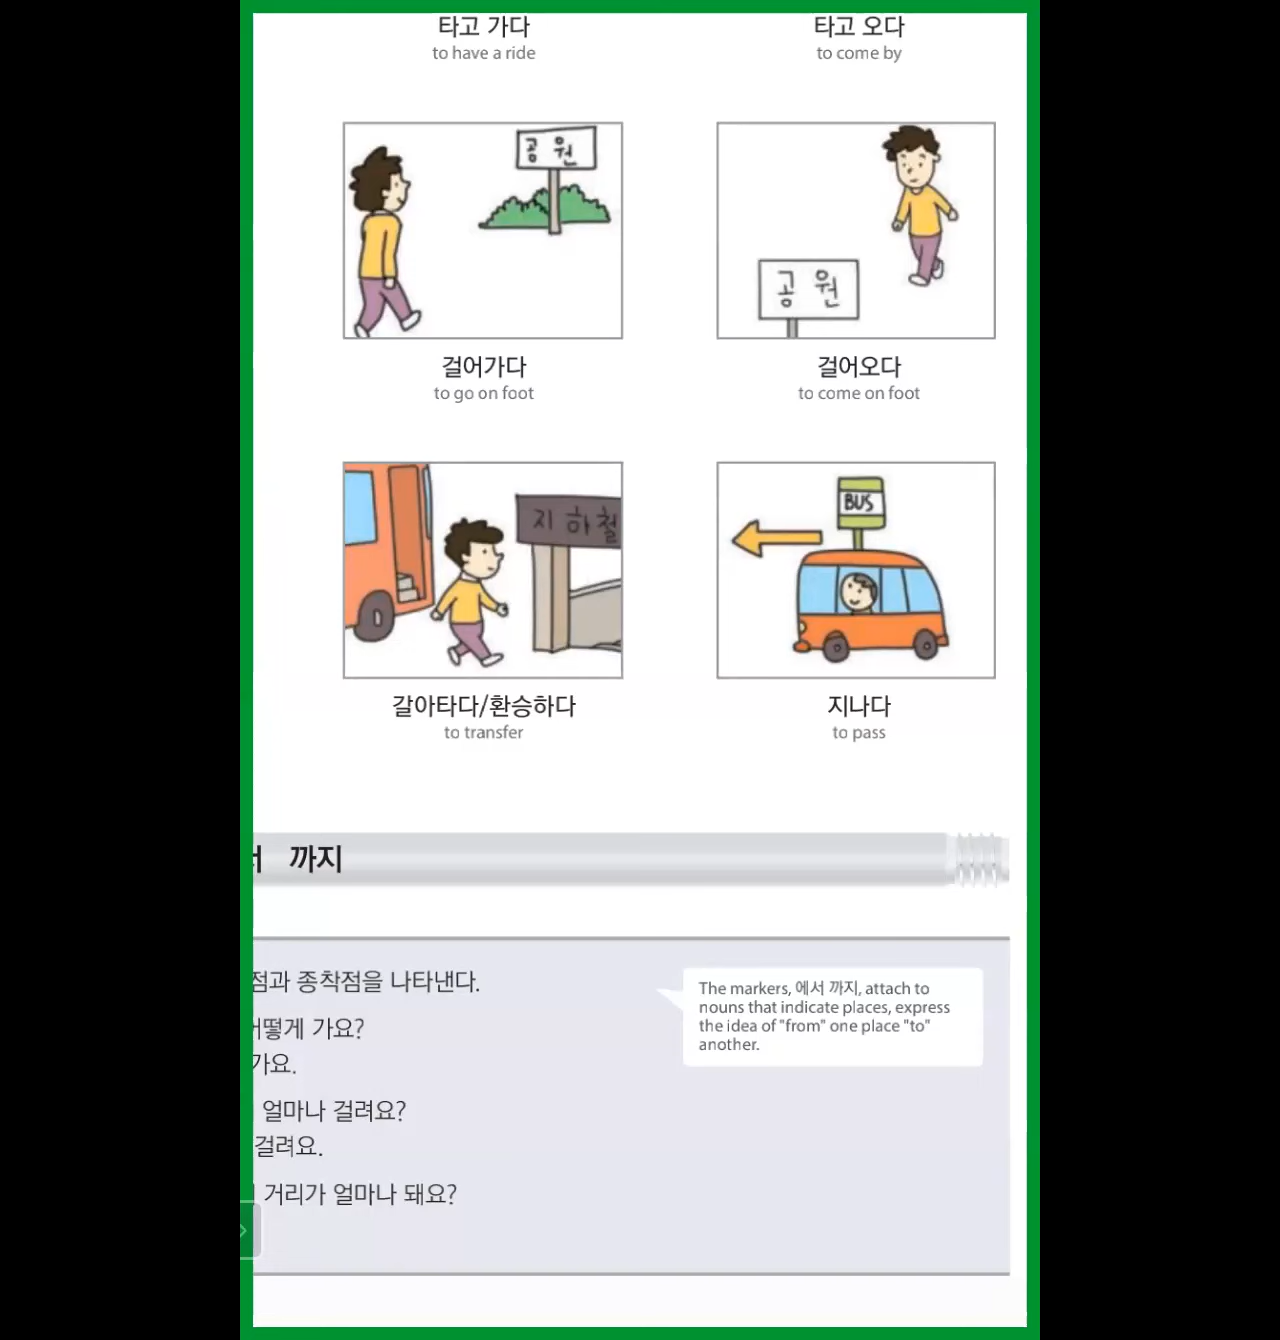 타고 가다
to have a ride
타고 오다
to come by
공 원
걸어가다
to go on foot
공 원
걸어오다
to come on foot
지하철
갈아타다/환승하다
to transfer
BUS
지나다
to pass
까지
점과 종착점을 나타낸다.
어떻게 가요?
가요.
얼마나 걸려요?
걸려요.
거리가 얼마나 돼요?
The markers, 에서 까지, attach to
nouns that indicate places, express
the idea of "from" one place "to"
another.